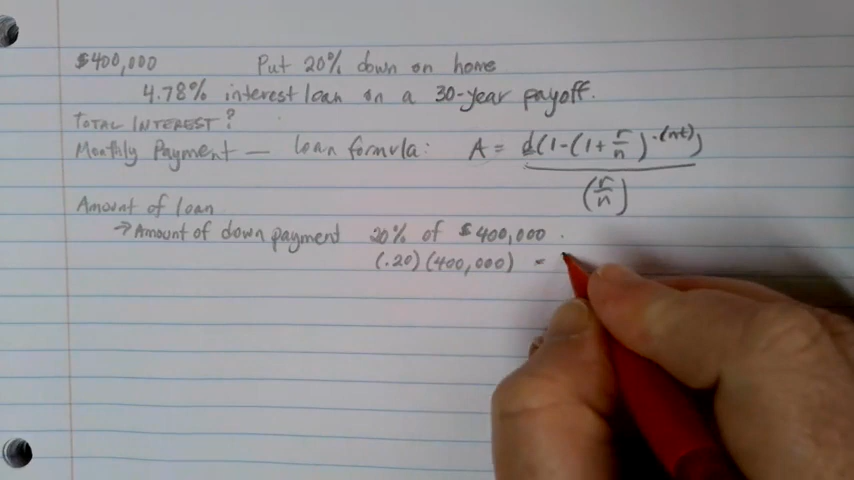 $400,000 Put 20% down on home
4.78% interest loan on a 30-year payoff.
TOTAL INTEREST?
Monthly Payment — loan formula: A = d(1-(1+r/n)^-(nt)) / (r/n)
Amount of loan
→ Amount of down payment 20% of $400,000.
(.20)(400,000) =